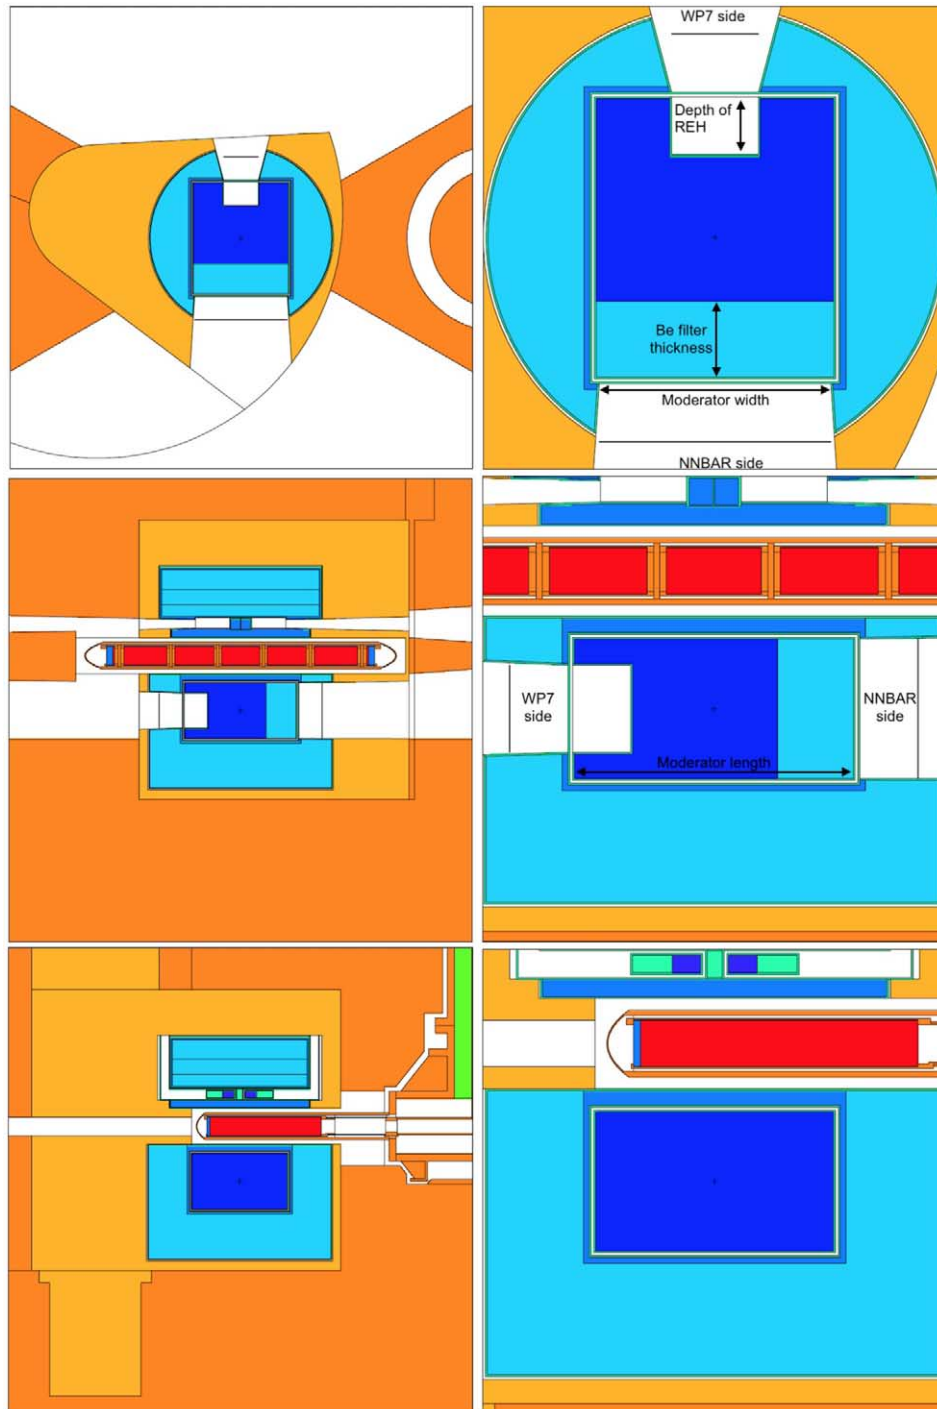 WP7 side
Depth of
REH
Be filter
thickness
Moderator width
NNBAR side
WP7
side
NNBAR
side
Moderator length